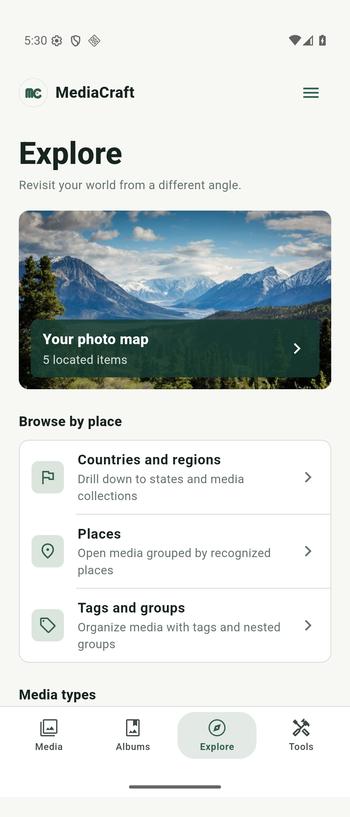 5:30
mc MediaCraft
Explore
Revisit your world from a different angle.
Your photo map
5 located items
Browse by place
Countries and regions
Drill down to states and media
collections
Places
Open media grouped by recognized
places
Tags and groups
Organize media with tags and nested
groups
Media types
Media Albums Explore Tools